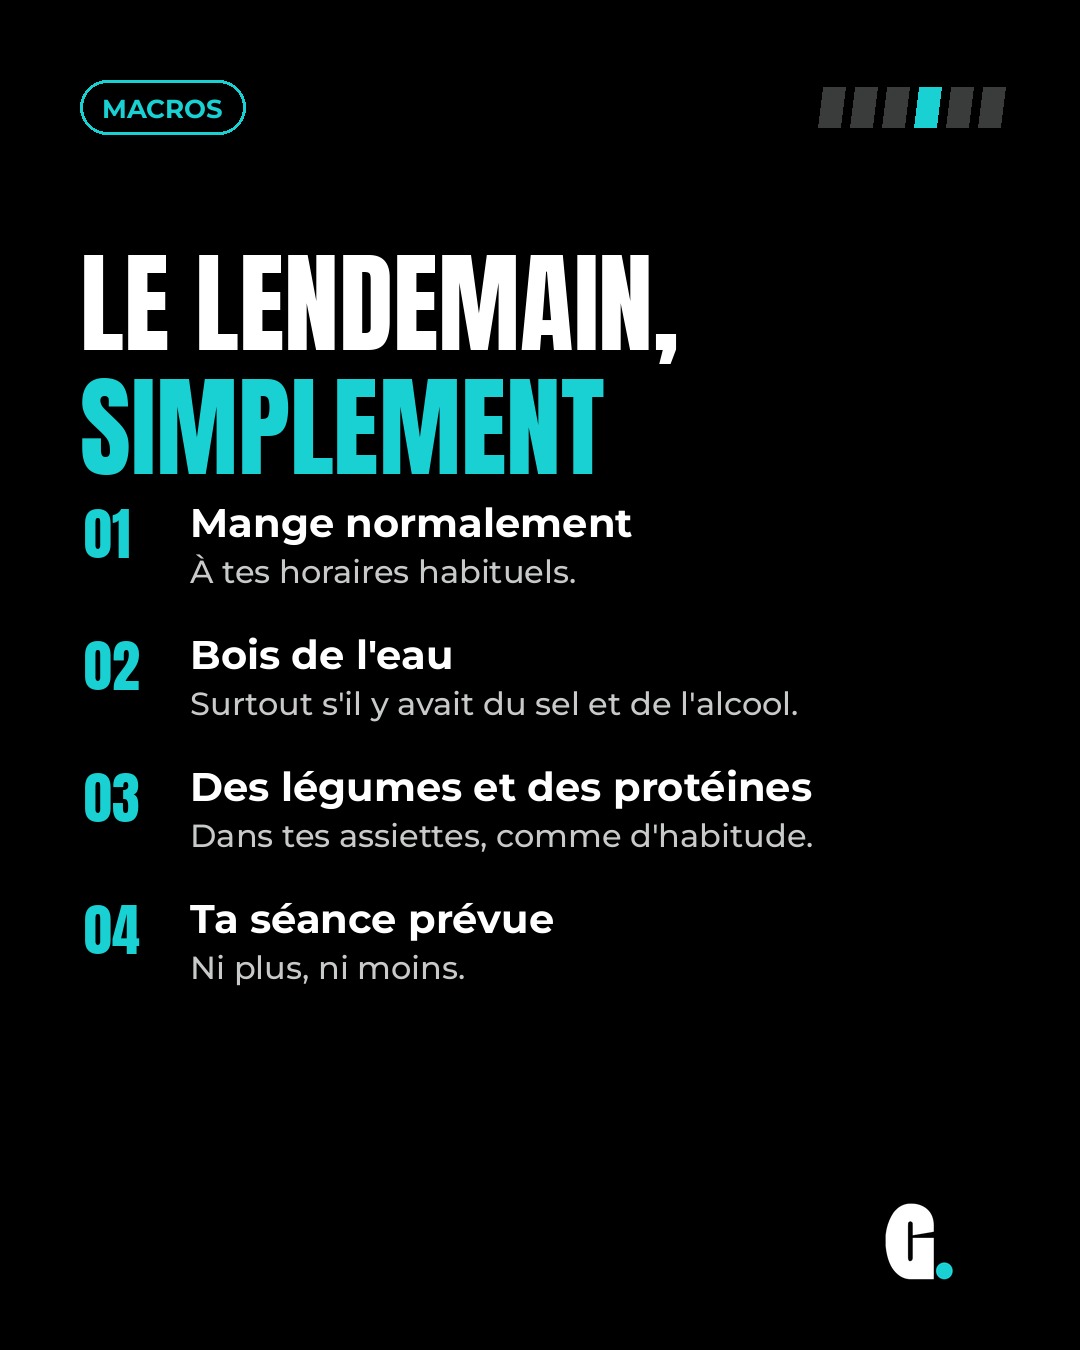 MACROS
LE LENDEMAIN,
SIMPLEMENT
01 Mange normalement
À tes horaires habituels.
02 Bois de l'eau
Surtout s'il y avait du sel et de l'alcool.
03 Des légumes et des protéines
Dans tes assiettes, comme d'habitude.
04 Ta séance prévue
Ni plus, ni moins.
G.